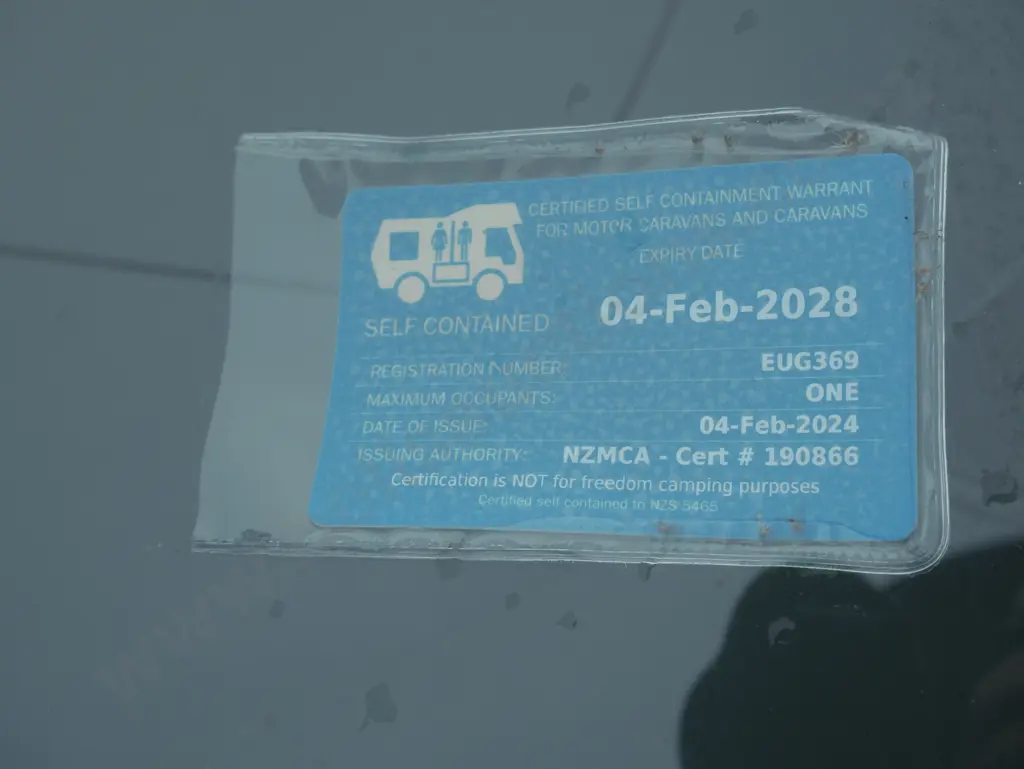 CERTIFIED SELF CONTAINMENT WARRANT
FOR MOTOR CARAVANS AND CARAVANS
EXPIRY DATE
04-Feb-2028
SELF CONTAINED
REGISTRATION NUMBER: EUG369
MAXIMUM OCCUPANTS: ONE
DATE OF ISSUE: 04-Feb-2024
ISSUING AUTHORITY: NZMCA - Cert # 190866
Certification is NOT for freedom camping purposes
Certified self contained to NZS 5465